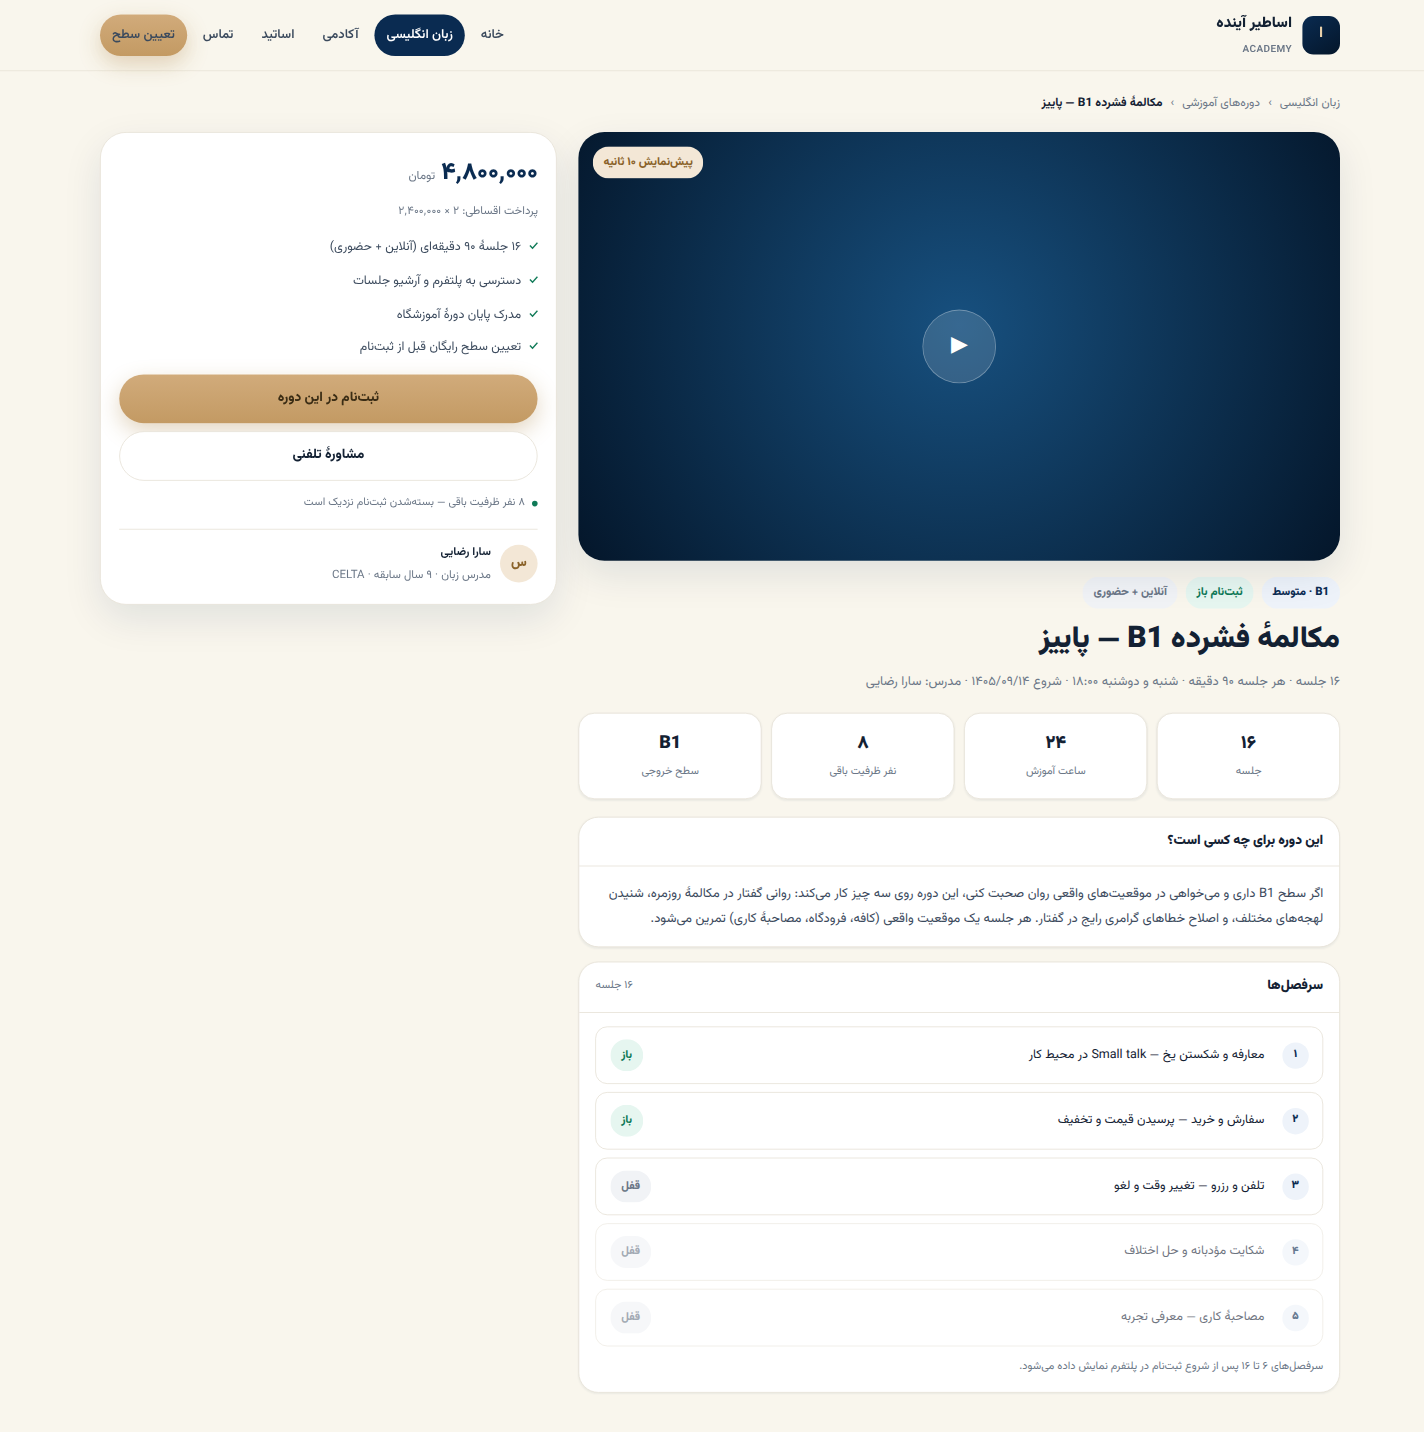 ا
اساطیر آینده
ACADEMY
خانه
زبان انگلیسی
آکادمی
اساتید
تماس
تعیین سطح
زبان انگلیسی › دوره‌های آموزشی › مکالمهٔ فشرده B1 — پاییز
پیش‌نمایش ۱۰ ثانیه
B1 · متوسط
ثبت‌نام باز
آنلاین + حضوری
مکالمهٔ فشرده B1 — پاییز
۱۶ جلسه · هر جلسه ۹۰ دقیقه · شنبه و دوشنبه ۱۸:۰۰ · شروع ۱۴۰۵/۰۹/۱۴ · مدرس: سارا رضایی
۱۶
جلسه
۲۴
ساعت آموزش
۸
نفر ظرفیت باقی
B1
سطح خروجی
این دوره برای چه کسی است؟
اگر سطح B1 داری و می‌خواهی در موقعیت‌های واقعی روان صحبت کنی، این دوره روی سه چیز کار می‌کند: روانی گفتار در مکالمهٔ روزمره، شنیدن
لهجه‌های مختلف، و اصلاح خطاهای گرامری رایج در گفتار. هر جلسه یک موقعیت واقعی (کافه، فرودگاه، مصاحبهٔ کاری) تمرین می‌شود.
سرفصل‌ها
۱۶ جلسه
۱ معارفه و شکستن یخ — Small talk در محیط کار باز
۲ سفارش و خرید — پرسیدن قیمت و تخفیف باز
۳ تلفن و رزرو — تغییر وقت و لغو قفل
۴ شکایت مؤدبانه و حل اختلاف قفل
۵ مصاحبهٔ کاری — معرفی تجربه قفل
سرفصل‌های ۶ تا ۱۶ پس از شروع ثبت‌نام در پلتفرم نمایش داده می‌شود.
۴,۸۰۰,۰۰۰ تومان
پرداخت اقساطی: ۲ × ۲,۴۰۰,۰۰۰
۱۶ جلسهٔ ۹۰ دقیقه‌ای (آنلاین + حضوری)
دسترسی به پلتفرم و آرشیو جلسات
مدرک پایان دورهٔ آموزشگاه
تعیین سطح رایگان قبل از ثبت‌نام
ثبت‌نام در این دوره
مشاورهٔ تلفنی
۸ نفر ظرفیت باقی — بسته‌شدن ثبت‌نام نزدیک است
س
سارا رضایی
مدرس زبان · ۹ سال سابقه · CELTA